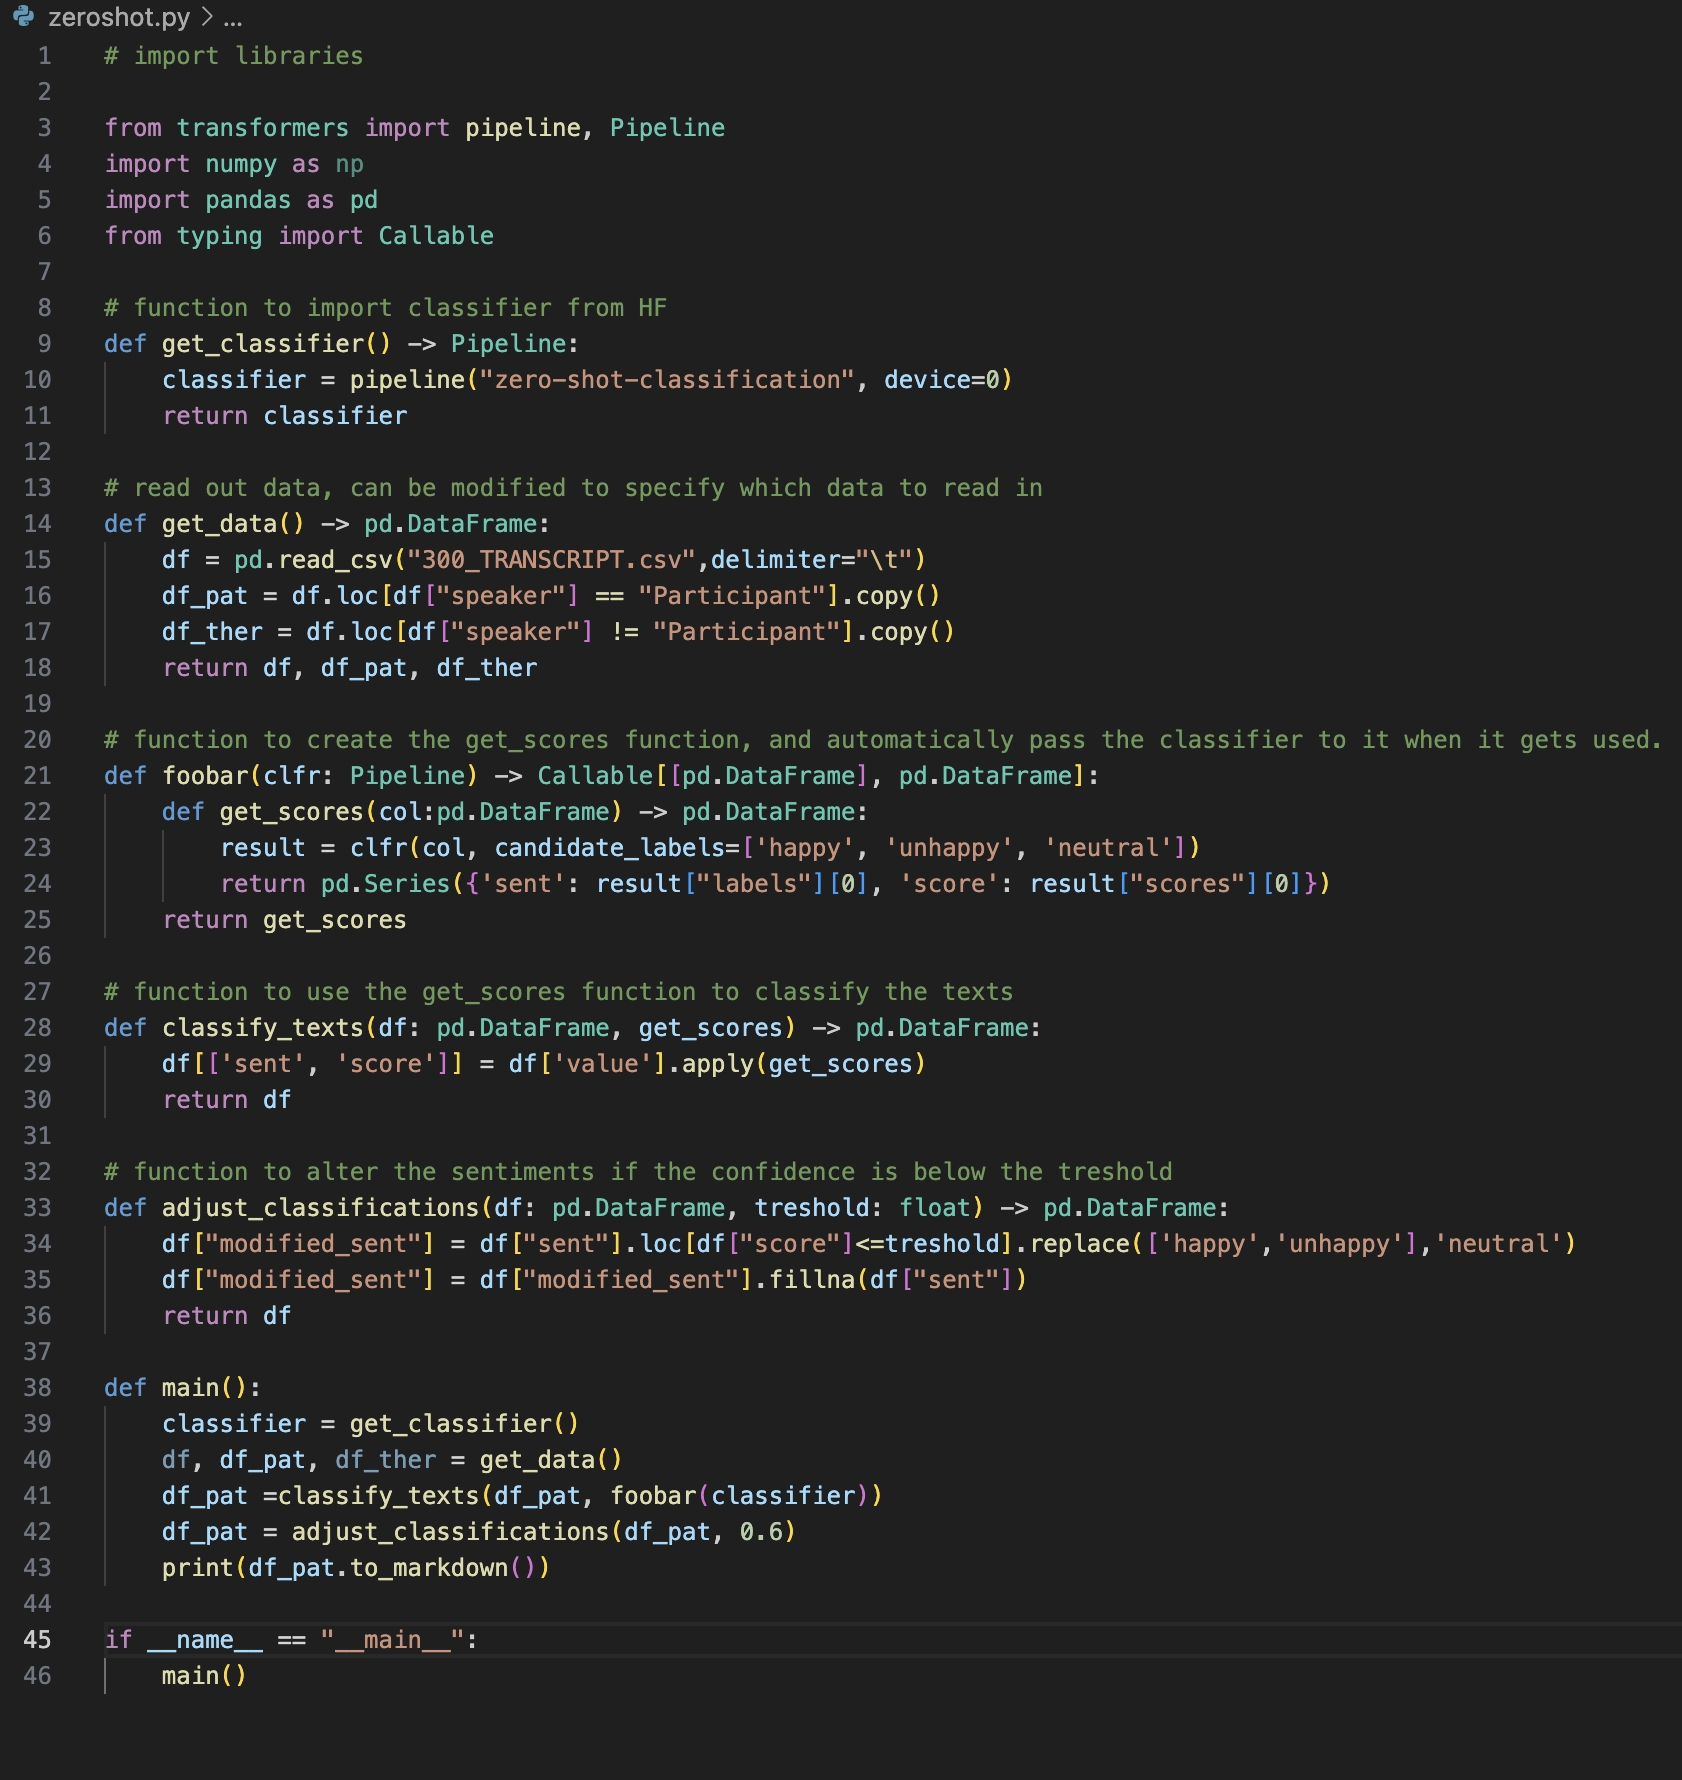 zeroshot.py > ...
1 # import libraries
2
3 from transformers import pipeline, Pipeline
4 import numpy as np
5 import pandas as pd
6 from typing import Callable
7
8 # function to import classifier from HF
9 def get_classifier() -> Pipeline:
10     classifier = pipeline("zero-shot-classification", device=0)
11     return classifier
12
13 # read out data, can be modified to specify which data to read in
14 def get_data() -> pd.DataFrame:
15     df = pd.read_csv("300_TRANSCRIPT.csv",delimiter="\t")
16     df_pat = df.loc[df["speaker"] == "Participant"].copy()
17     df_ther = df.loc[df["speaker"] != "Participant"].copy()
18     return df, df_pat, df_ther
19
20 # function to create the get_scores function, and automatically pass the classifier to it when it gets used.
21 def foobar(clfr: Pipeline) -> Callable[[pd.DataFrame], pd.DataFrame]:
22     def get_scores(col:pd.DataFrame) -> pd.DataFrame:
23         result = clfr(col, candidate_labels=['happy', 'unhappy', 'neutral'])
24         return pd.Series({'sent': result["labels"][0], 'score': result["scores"][0]})
25     return get_scores
26
27 # function to use the get_scores function to classify the texts
28 def classify_texts(df: pd.DataFrame, get_scores) -> pd.DataFrame:
29     df[['sent', 'score']] = df['value'].apply(get_scores)
30     return df
31
32 # function to alter the sentiments if the confidence is below the treshold
33 def adjust_classifications(df: pd.DataFrame, treshold: float) -> pd.DataFrame:
34     df["modified_sent"] = df["sent"].loc[df["score"]<=treshold].replace(['happy','unhappy'],'neutral')
35     df["modified_sent"] = df["modified_sent"].fillna(df["sent"])
36     return df
37
38 def main():
39     classifier = get_classifier()
40     df, df_pat, df_ther = get_data()
41     df_pat =classify_texts(df_pat, foobar(classifier))
42     df_pat = adjust_classifications(df_pat, 0.6)
43     print(df_pat.to_markdown())
44
45 if __name__ == "__main__":
46     main()